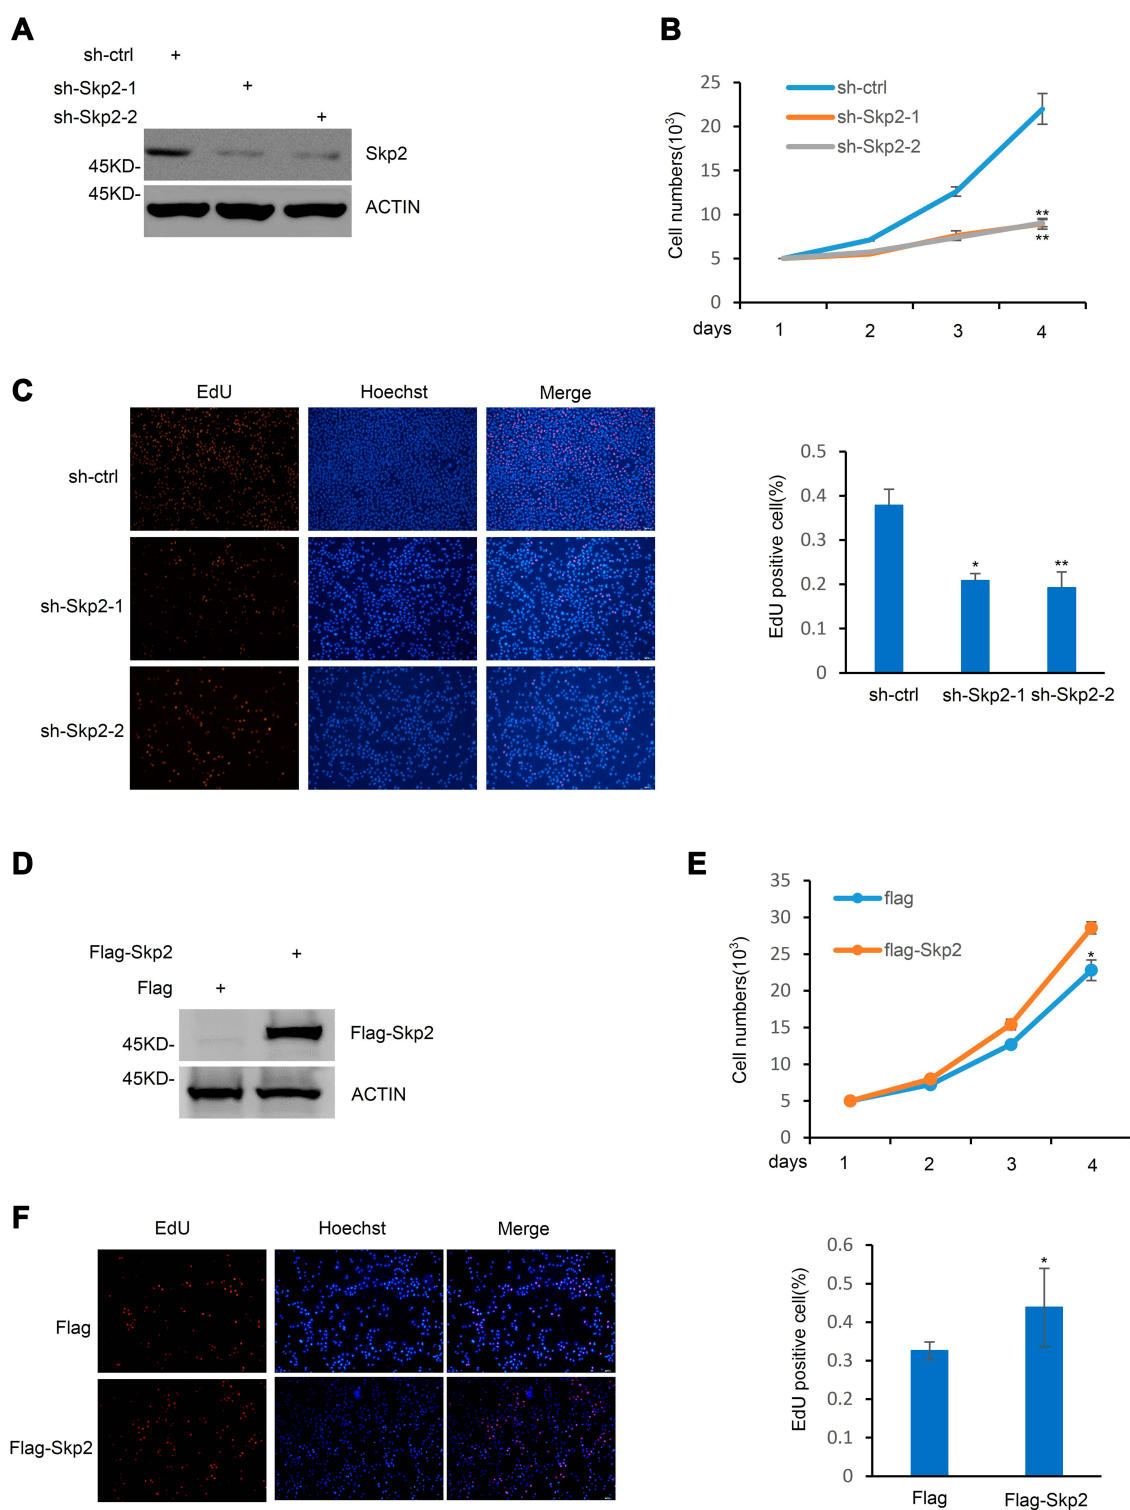 A
sh-ctrl +
sh-Skp2-1 +
sh-Skp2-2 +
45KD- Skp2
45KD- ACTIN
B
Cell numbers(10³)
25
20
15
10
5
0
sh-ctrl
sh-Skp2-1
sh-Skp2-2
**
**
days 1 2 3 4
C
EdU Hoechst Merge
sh-ctrl
sh-Skp2-1
sh-Skp2-2
EdU positive cell(%)
0.5
0.4
0.3
0.2
0.1
0
* **
sh-ctrl sh-Skp2-1 sh-Skp2-2
D
Flag-Skp2 +
Flag +
45KD- Flag-Skp2
45KD- ACTIN
E
Cell numbers(10³)
35
30
25
20
15
10
5
0
flag
flag-Skp2
*
days 1 2 3 4
F
EdU Hoechst Merge
Flag
Flag-Skp2
EdU positive cell(%)
0.6
0.5
0.4
0.3
0.2
0.1
0
*
Flag Flag-Skp2